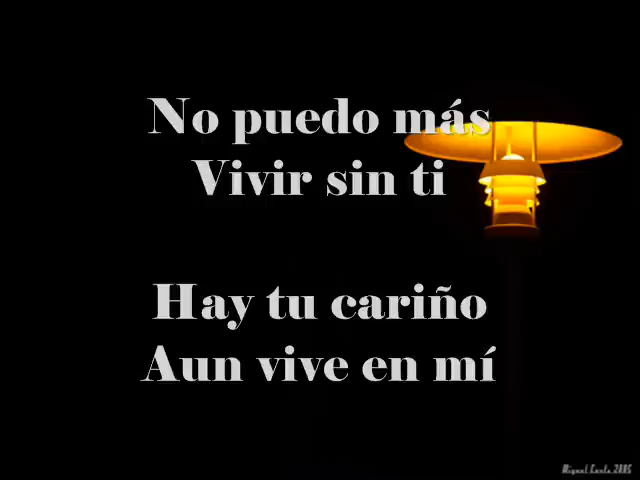 No puedo más
Vivir sin ti
Hay tu cariño
Aun vive en mí